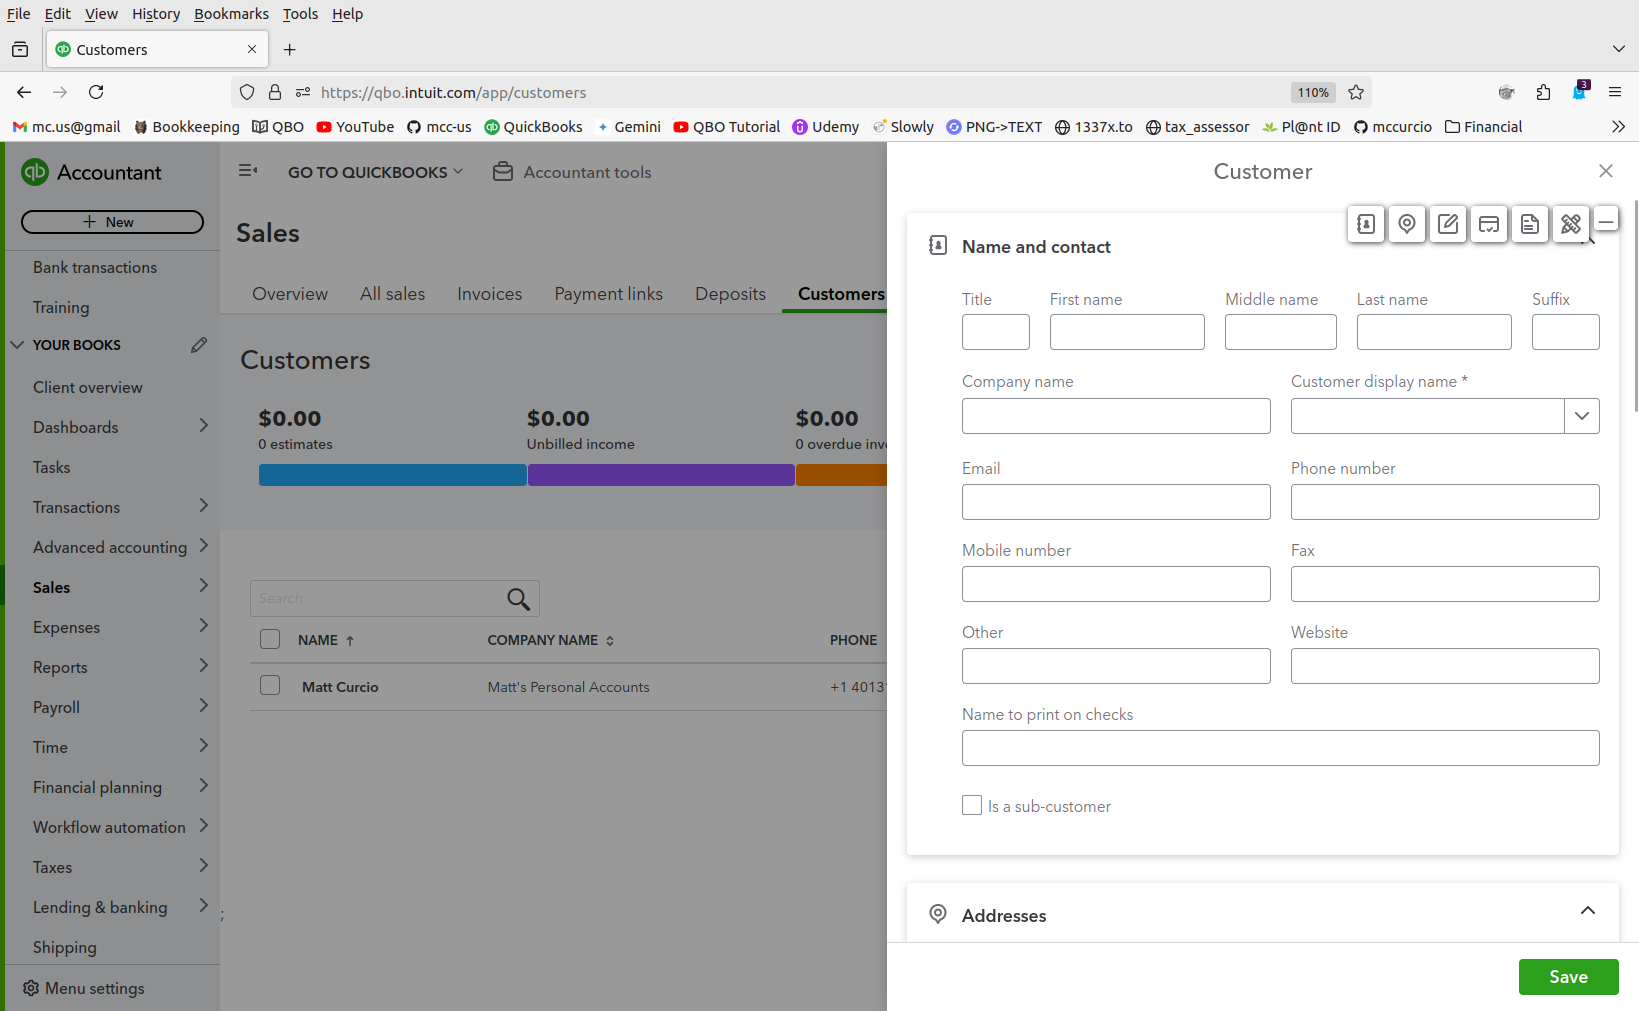 File Edit View History Bookmarks Tools Help
Customers
https://qbo.intuit.com/app/customers
110%
3
mc.us@gmail Bookkeeping QBO YouTube mcc-us QuickBooks Gemini QBO Tutorial Udemy Slowly PNG->TEXT 1337x.to tax_assessor Pl@nt ID mccurcio Financial
qb Accountant
New
Bank transactions
Training
YOUR BOOKS
Client overview
Dashboards
Tasks
Transactions
Advanced accounting
Sales
Expenses
Reports
Payroll
Time
Financial planning
Workflow automation
Taxes
Lending & banking
Shipping
Menu settings
GO TO QUICKBOOKS Accountant tools
Sales
Overview All sales Invoices Payment links Deposits Customers
Customers
$0.00 $0.00 $0.00
0 estimates Unbilled income 0 overdue
Search
NAME COMPANY NAME PHONE
Matt Curcio Matt's Personal Accounts +1 4013
;
Customer
Name and contact
Title First name Middle name Last name Suffix
Company name Customer display name *
Email Phone number
Mobile number Fax
Other Website
Name to print on checks
Is a sub-customer
Addresses
Save